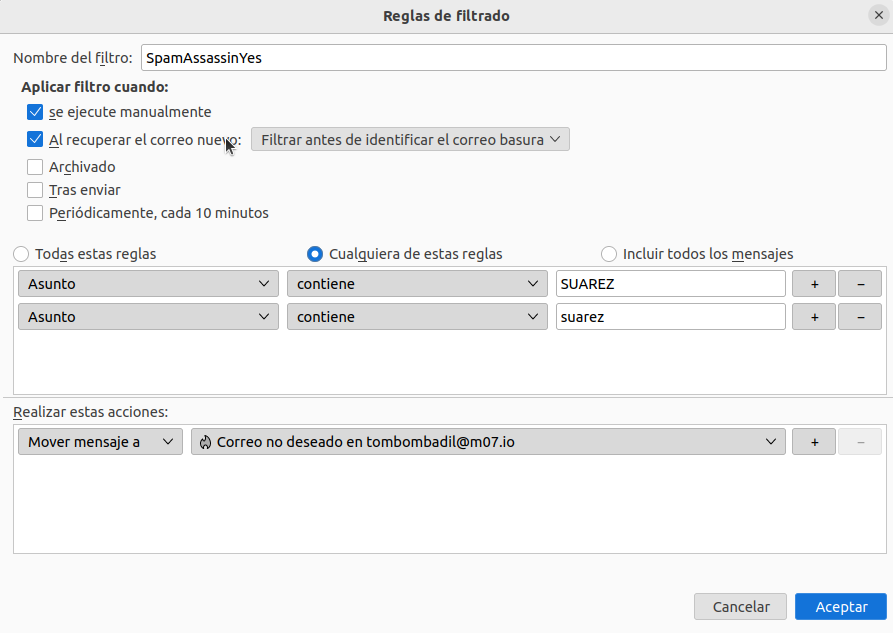 Reglas de filtrado
Nombre del filtro: SpamAssassinYes
Aplicar filtro cuando:
se ejecute manualmente
Al recuperar el correo nuevo: Filtrar antes de identificar el correo basura
Archivado
Tras enviar
Periódicamente, cada 10 minutos
Todas estas reglas Cualquiera de estas reglas Incluir todos los mensajes
Asunto contiene SUAREZ + –
Asunto contiene suarez + –
Realizar estas acciones:
Mover mensaje a Correo no deseado en tombombadil@m07.io + –
Cancelar Aceptar